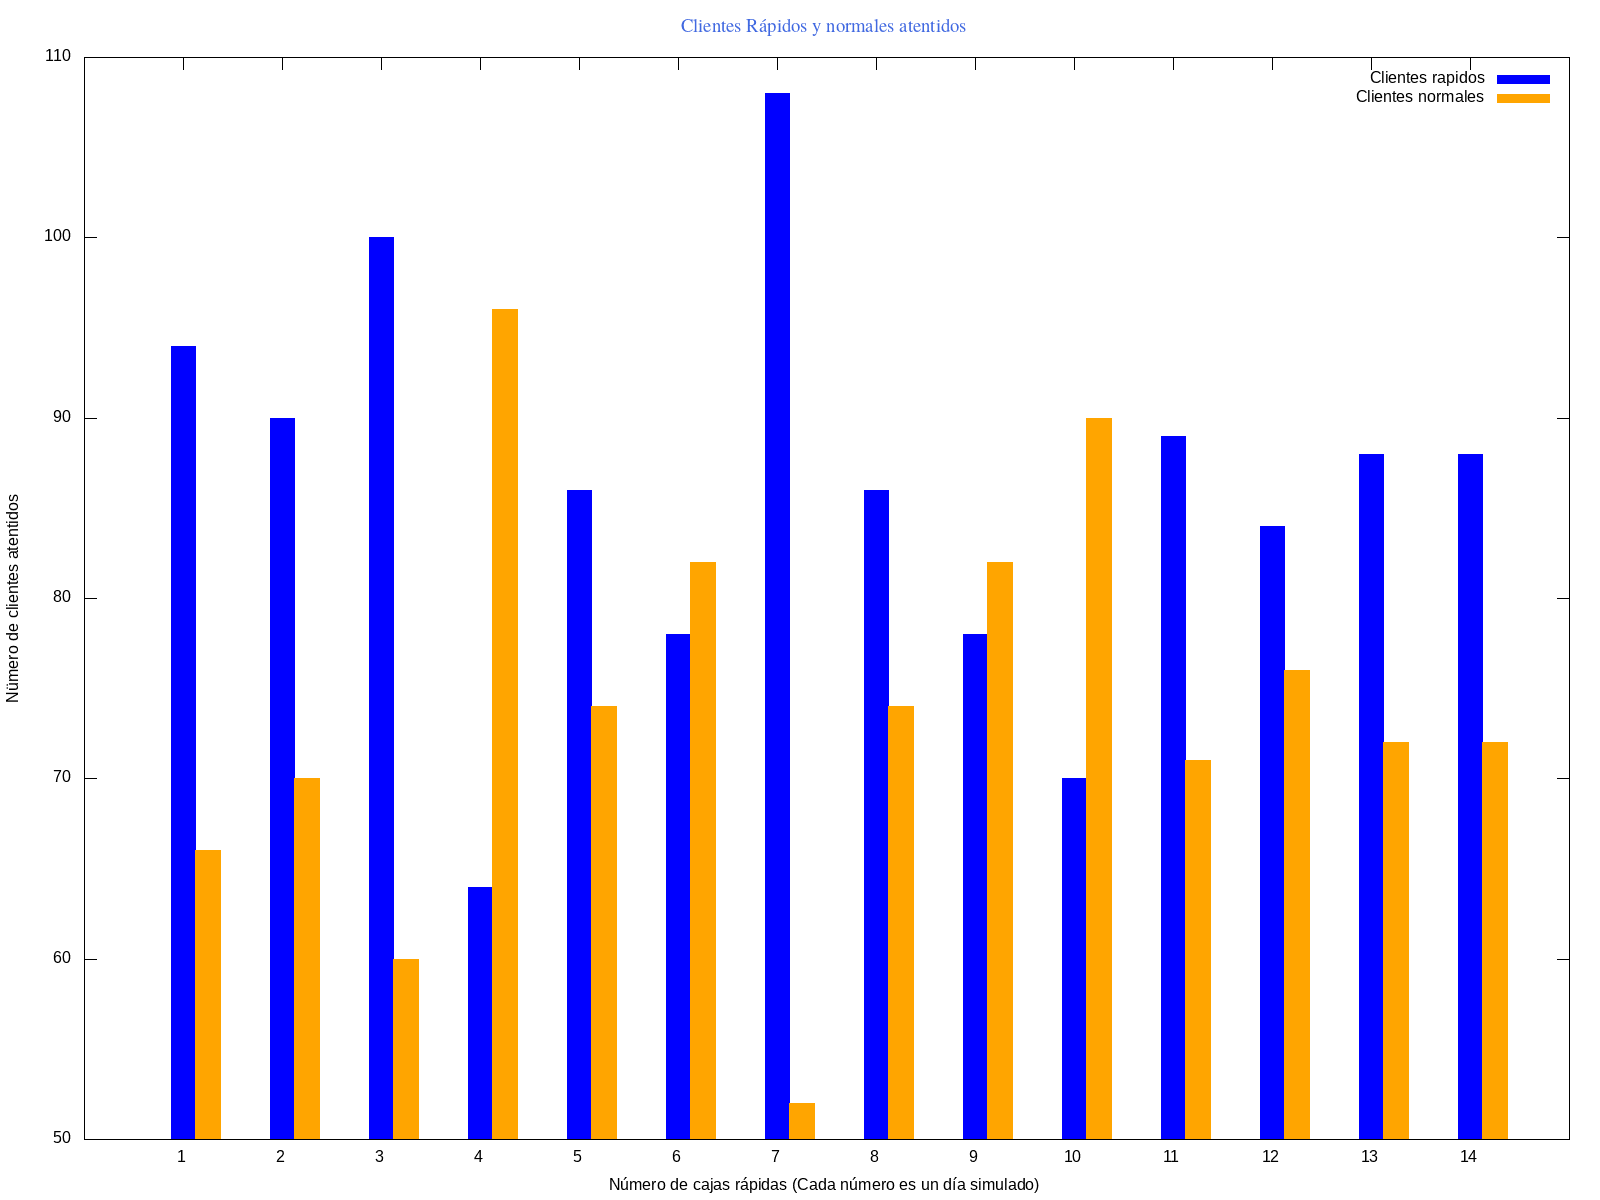 Clientes Rápidos y normales atentidos
Clientes rapidos
Clientes normales
110
100
90
80
70
60
50
Número de clientes atentidos
1 2 3 4 5 6 7 8 9 10 11 12 13 14
Número de cajas rápidas (Cada número es un día simulado)